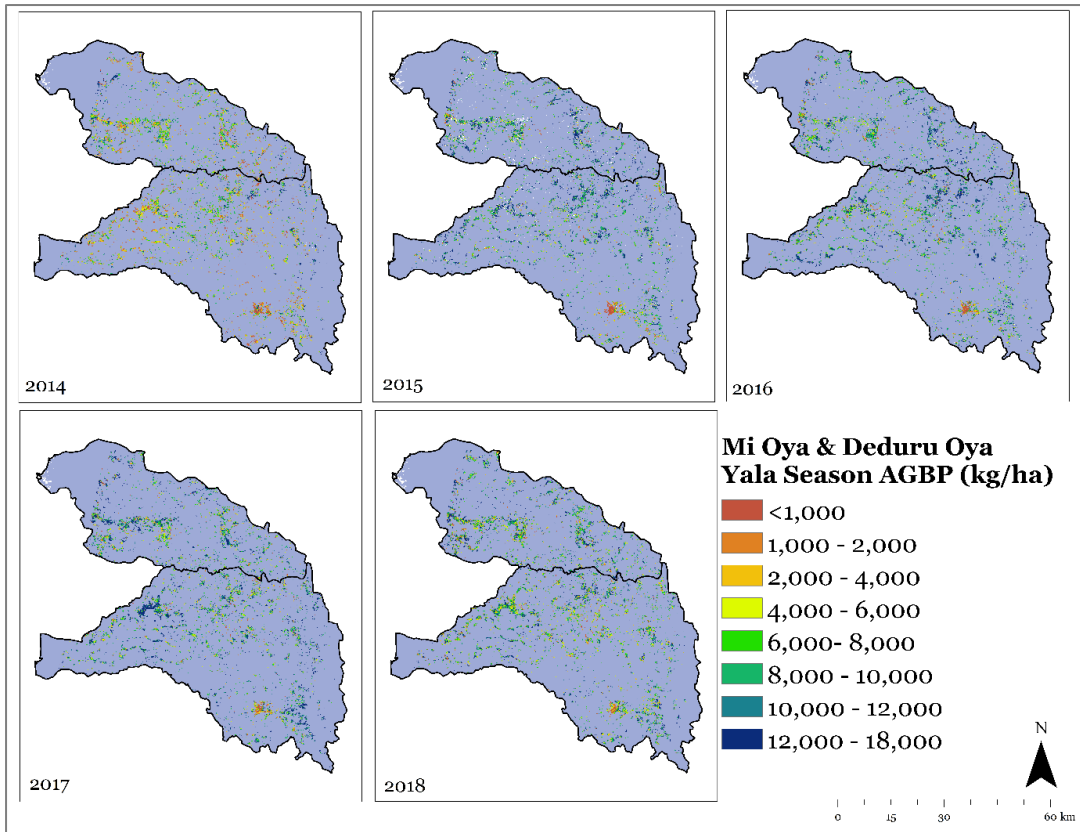 2014
2015
2016
2017
2018
Mi Oya & Deduru Oya
Yala Season AGBP (kg/ha)
<1,000
1,000 - 2,000
2,000 - 4,000
4,000 - 6,000
6,000- 8,000
8,000 - 10,000
10,000 - 12,000
12,000 - 18,000
N
0 15 30 60 km